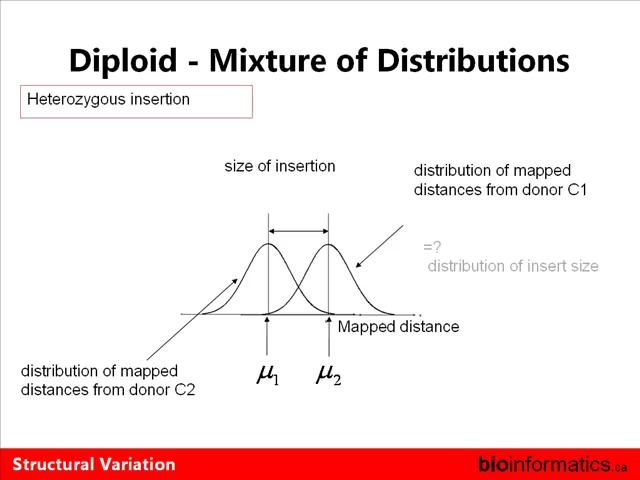 Diploid - Mixture of Distributions
Heterozygous insertion
size of insertion
distribution of mapped
distances from donor C1
=?
distribution of insert size
Mapped distance
distribution of mapped
distances from donor C2
μ1
μ2
Structural Variation
bioinformatics.ca